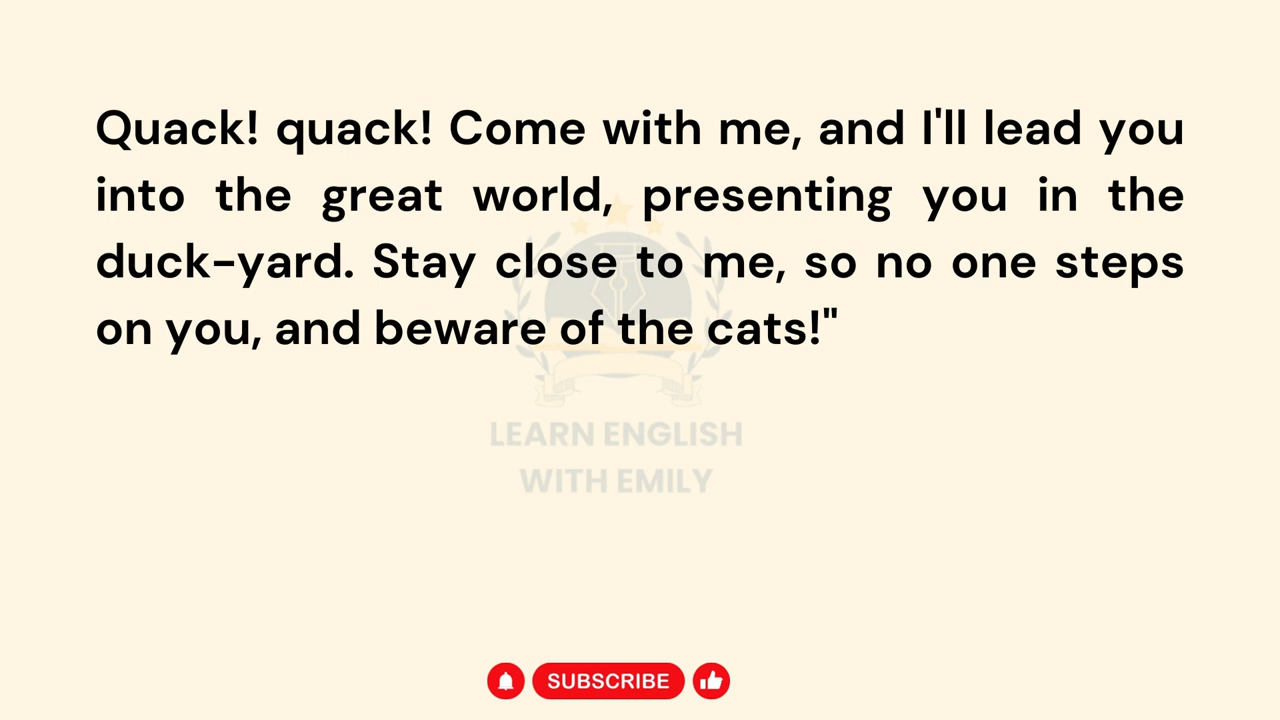 Quack! quack! Come with me, and I'll lead you
into the great world, presenting you in the
duck-yard. Stay close to me, so no one steps
on you, and beware of the cats!"
LEARN ENGLISH
WITH EMILY
SUBSCRIBE